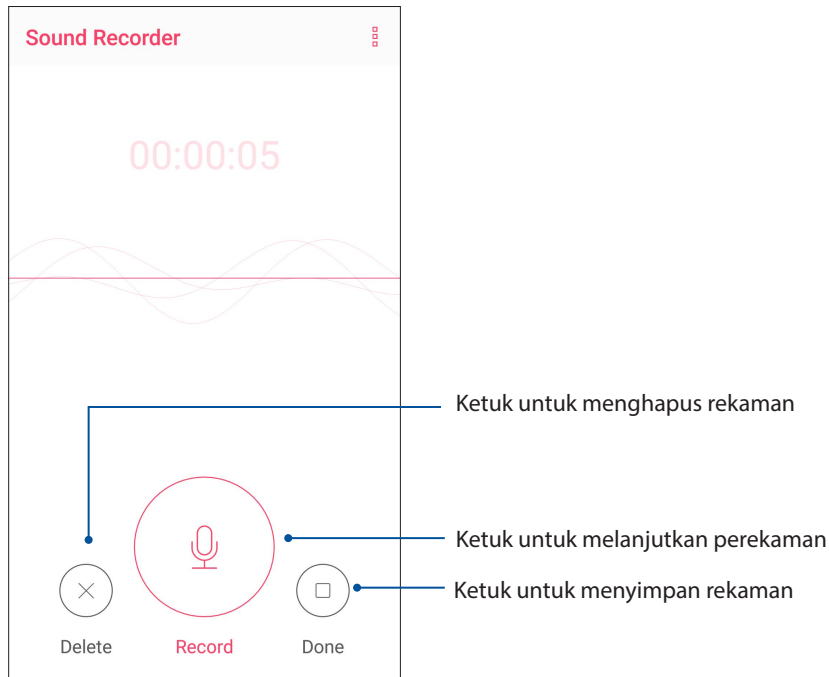 Sound Recorder
00:00:05
Ketuk untuk menghapus rekaman
Ketuk untuk melanjutkan perekaman
Ketuk untuk menyimpan rekaman
Delete
Record
Done